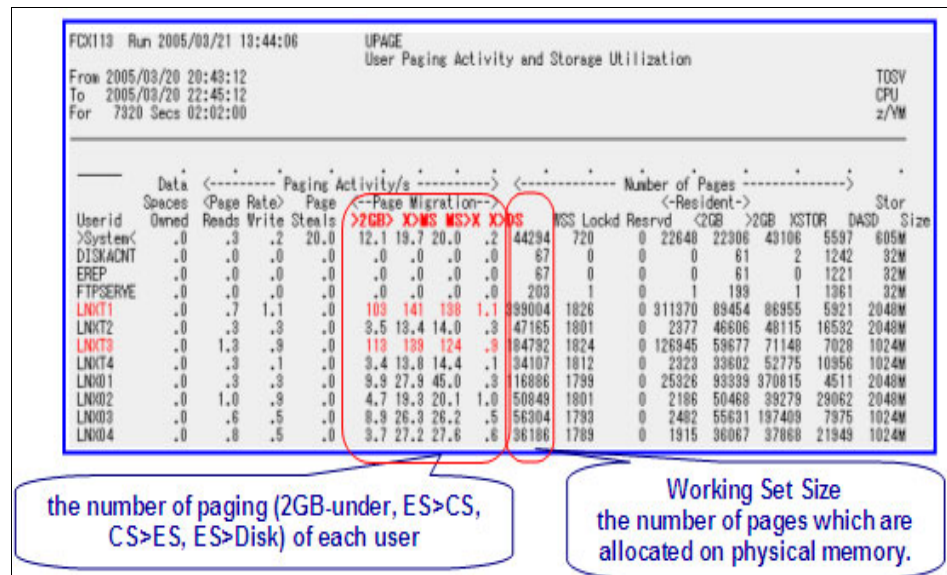 FCX113 Run 2005/03/21 13:44:06 UPAGE
User Paging Activity and Storage Utilization
From 2005/03/20 20:43:12 TOSV
To 2005/03/20 22:45:12 CPU
For 7320 Secs 02:02:00 z/VM
______ . . . . . . . . . . . . . . . .
Data <--------- Paging Activity/s ----------> <------------ Number of Pages -------------->
Spaces <Page Rate> Page <--Page Migration--> <-Resident-> Stor
Userid Owned Reads Write Steals >2GB> X>MS MS>X X>DS WSS Lockd Resrvd <2GB >2GB XSTOR DASD Size
>System< .0 .3 .2 20.0 12.1 19.7 20.0 .2 44294 720 0 22648 22306 43106 5597 605M
DISKACNT .0 .0 .0 .0 .0 .0 .0 .0 67 0 0 0 61 2 1242 32M
EREP .0 .0 .0 .0 .0 .0 .0 .0 67 0 0 0 61 0 1221 32M
FTPSERVE .0 .0 .0 .0 .0 .0 .0 .0 203 1 0 1 199 1 1361 32M
LNXT1 .0 .7 1.1 .0 103 141 138 1.1 399004 1826 0 311370 89454 86955 5921 2048M
LNXT2 .0 .3 .3 .0 3.5 13.4 14.0 .3 47165 1801 0 2377 46606 48115 16532 2048M
LNXT3 .0 1.3 .9 .0 113 139 124 .9 184792 1824 0 126945 59677 71148 7028 1024M
LNXT4 .0 .3 .1 .0 3.4 13.8 14.4 .1 34107 1812 0 2323 33602 52775 10956 1024M
LNX01 .0 .3 .3 .0 9.9 27.9 45.0 .3 116886 1799 0 25326 93339 370815 4511 2048M
LNX02 .0 1.0 .9 .0 4.7 19.3 20.1 1.0 50849 1801 0 2186 50468 39279 29062 2048M
LNX03 .0 .6 .5 .0 8.9 26.3 26.2 .5 56304 1793 0 2482 55631 197409 7975 1024M
LNX04 .0 .8 .5 .0 3.7 27.2 27.6 .6 36186 1789 0 1915 36067 37868 21949 1024M
the number of paging (2GB-under, ES>CS,
CS>ES, ES>Disk) of each user
Working Set Size
the number of pages which are
allocated on physical memory.